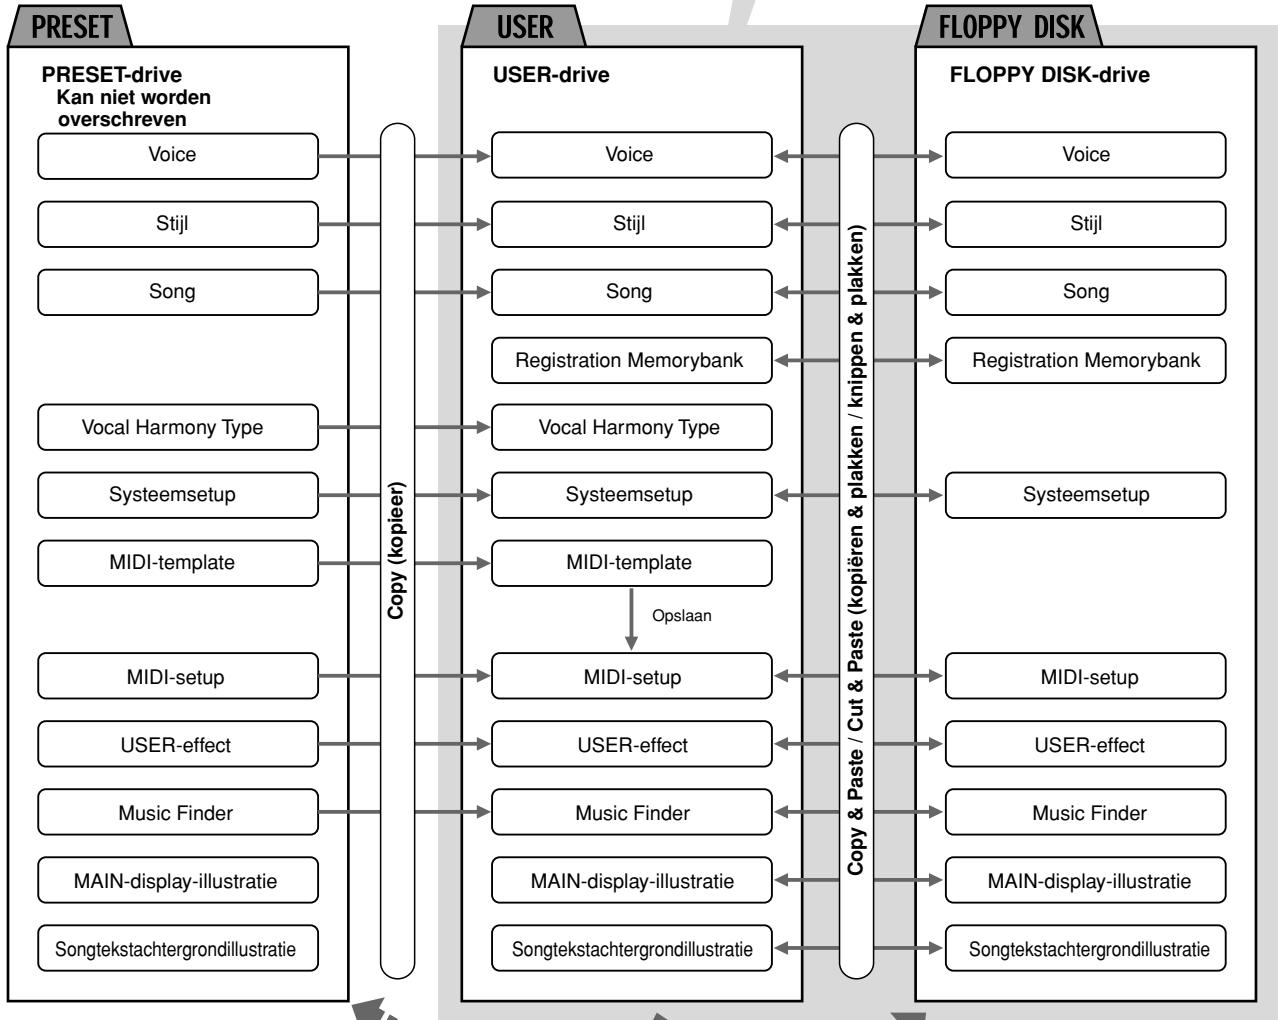 PRESET
PRESET-drive
Kan niet worden
overschreven
Voice
Stijl
Song
Vocal Harmony Type
Systeemsetup
MIDI-template
MIDI-setup
USER-effect
Music Finder
MAIN-display-illustratie
Songtekstachtergrondillustratie
Copy (kopieer)
USER
USER-drive
Voice
Stijl
Song
Registration Memorybank
Vocal Harmony Type
Systeemsetup
MIDI-template
Opslaan
MIDI-setup
USER-effect
Music Finder
MAIN-display-illustratie
Songtekstachtergrondillustratie
Copy & Paste / Cut & Paste (kopiëren & plakken / knippen & plakken)
FLOPPY DISK
FLOPPY DISK-drive
Voice
Stijl
Song
Registration Memorybank
Systeemsetup
MIDI-setup
USER-effect
Music Finder
MAIN-display-illustratie
Songtekstachtergrondillustratie